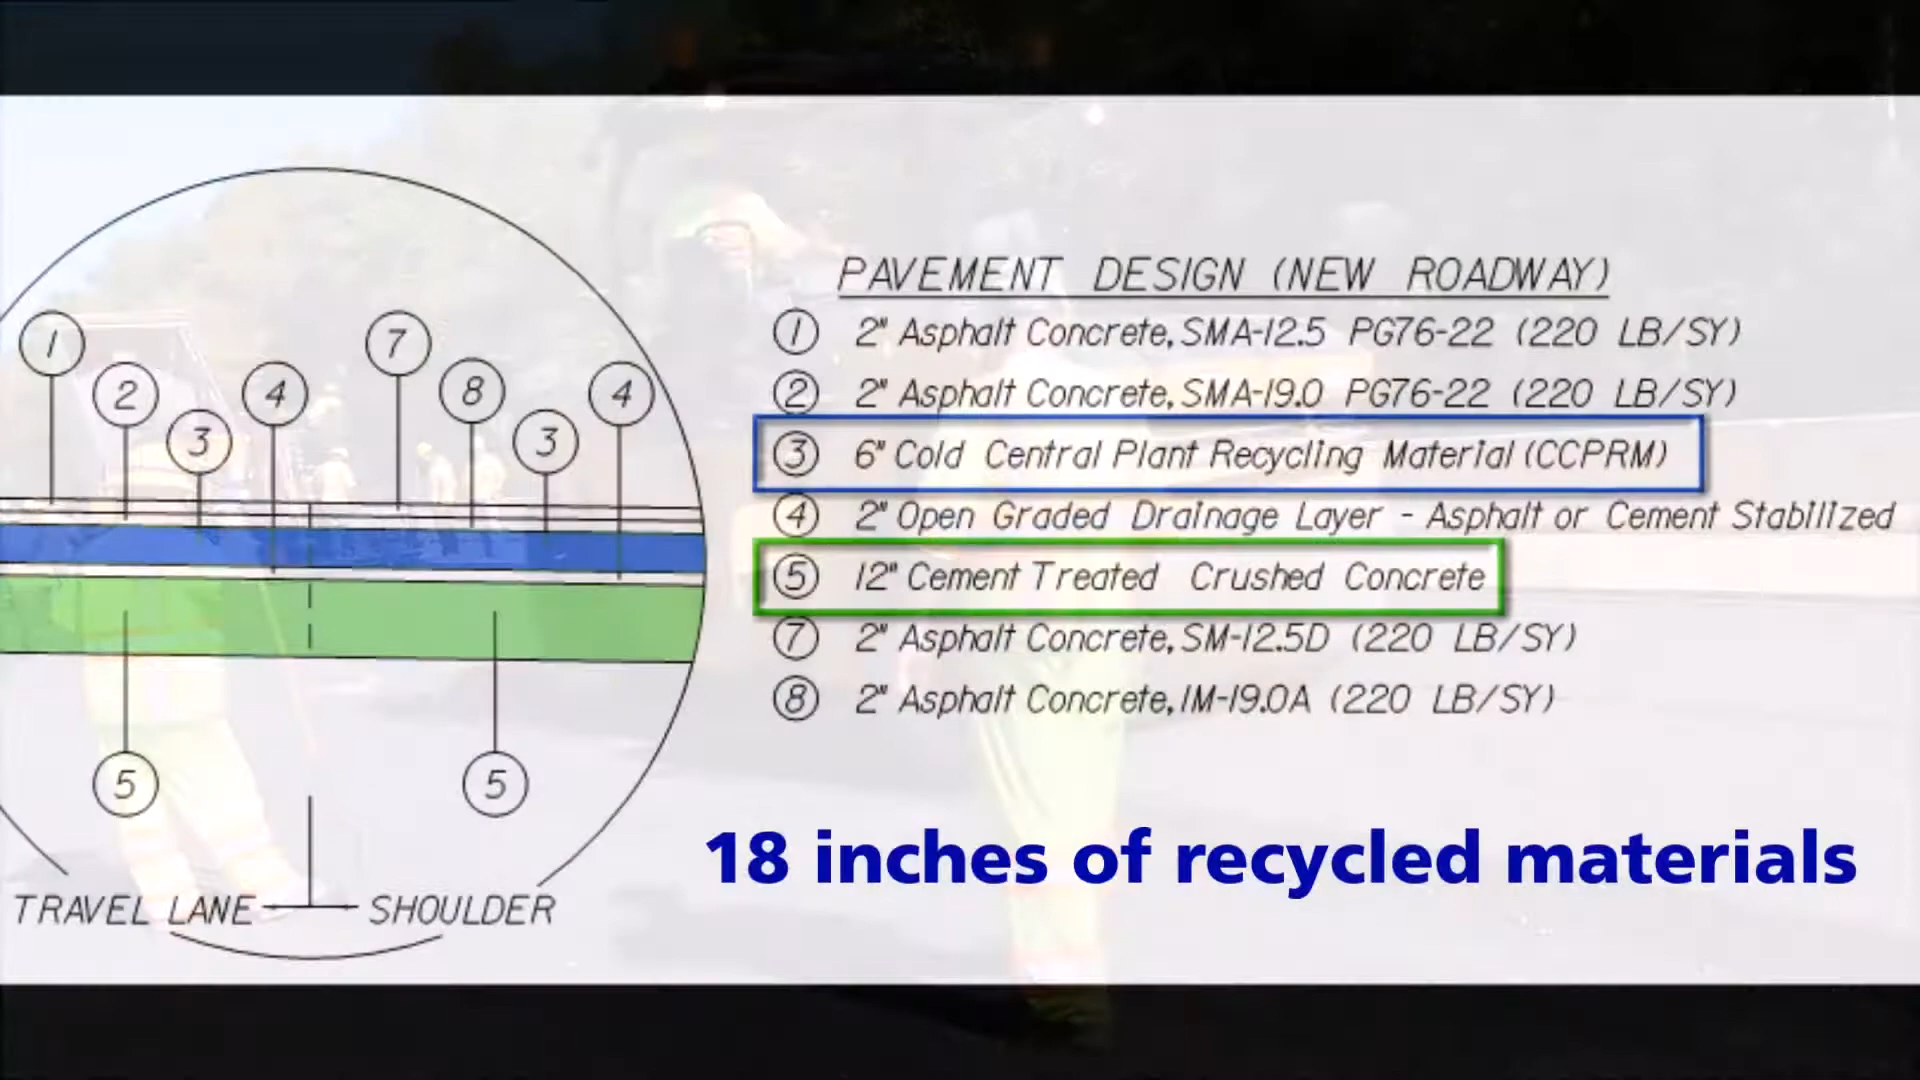 PAVEMENT DESIGN (NEW ROADWAY)
1 2" Asphalt Concrete, SMA-12.5 PG76-22 (220 LB/SY)
2 2" Asphalt Concrete, SMA-19.0 PG76-22 (220 LB/SY)
3 6" Cold Central Plant Recycling Material (CCPRM)
4 2" Open Graded Drainage Layer - Asphalt or Cement Stabilized
5 12" Cement Treated Crushed Concrete
7 2" Asphalt Concrete, SM-12.5D (220 LB/SY)
8 2" Asphalt Concrete, IM-19.0A (220 LB/SY)
1 7
2 4 8 4
3 3
5 5
TRAVEL LANE SHOULDER
18 inches of recycled materials